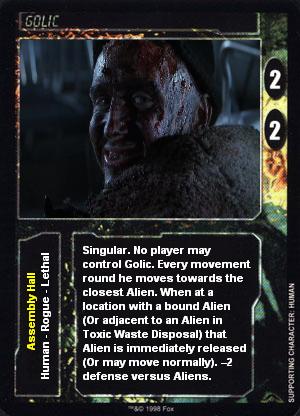 GOLIC
2
2
Assembly Hall
Human - Rogue - Lethal
Singular. No player may
control Golic. Every movement
round he moves towards the
closest Alien. When at a
location with a bound Alien
(Or adjacent to an Alien in
Toxic Waste Disposal) that
Alien is immediately released
(Or may move normally). –2
defense versus Aliens.
SUPPORTING CHARACTER: HUMAN
™&© 1998 Fox